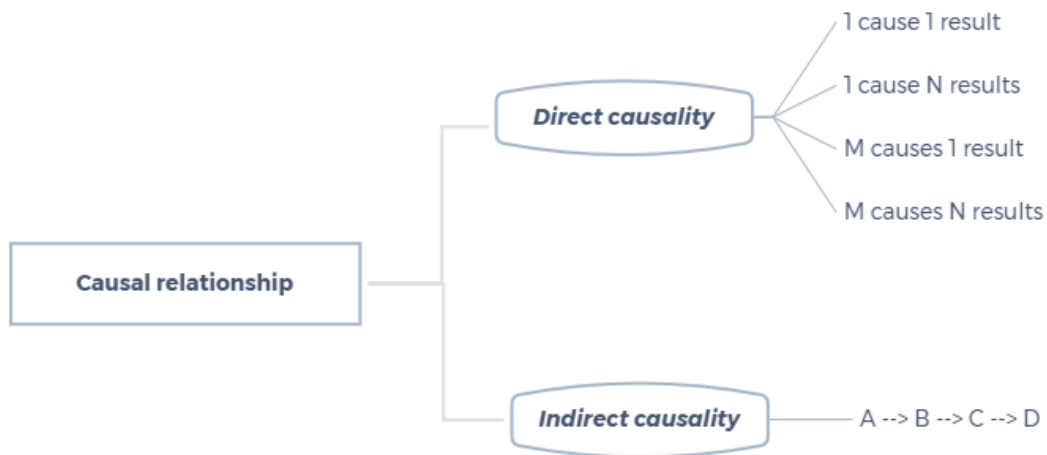 Causal relationship
Direct causality
1 cause 1 result
1 cause N results
M causes 1 result
M causes N results
Indirect causality
A --> B --> C --> D